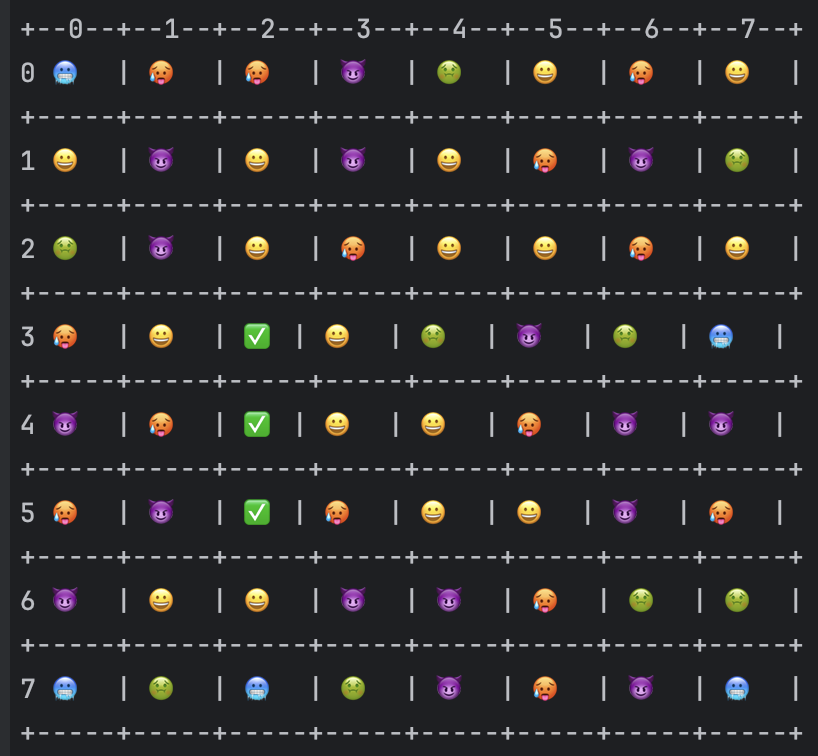 +--0--+--1--+--2--+--3--+--4--+--5--+--6--+--7--+
0 🥶 | 🥵 | 🥵 | 😈 | 🤢 | 😀 | 🥵 | 😀 |
+-----+-----+-----+-----+-----+-----+-----+-----+
1 😀 | 😈 | 😀 | 😈 | 😀 | 🥵 | 😈 | 🤢 |
+-----+-----+-----+-----+-----+-----+-----+-----+
2 🤢 | 😈 | 😀 | 🥵 | 😀 | 😀 | 🥵 | 😀 |
+-----+-----+-----+-----+-----+-----+-----+-----+
3 🥵 | 😀 | ✅ | 😀 | 🤢 | 😈 | 🤢 | 🥶 |
+-----+-----+-----+-----+-----+-----+-----+-----+
4 😈 | 🥵 | ✅ | 😀 | 😀 | 🥵 | 😈 | 😈 |
+-----+-----+-----+-----+-----+-----+-----+-----+
5 🥵 | 😈 | ✅ | 🥵 | 😀 | 😀 | 😈 | 🥵 |
+-----+-----+-----+-----+-----+-----+-----+-----+
6 😈 | 😀 | 😀 | 😈 | 😈 | 🥵 | 🤢 | 🤢 |
+-----+-----+-----+-----+-----+-----+-----+-----+
7 🥶 | 🤢 | 🥶 | 🤢 | 😈 | 🥵 | 😈 | 🥶 |
+-----+-----+-----+-----+-----+-----+-----+-----+